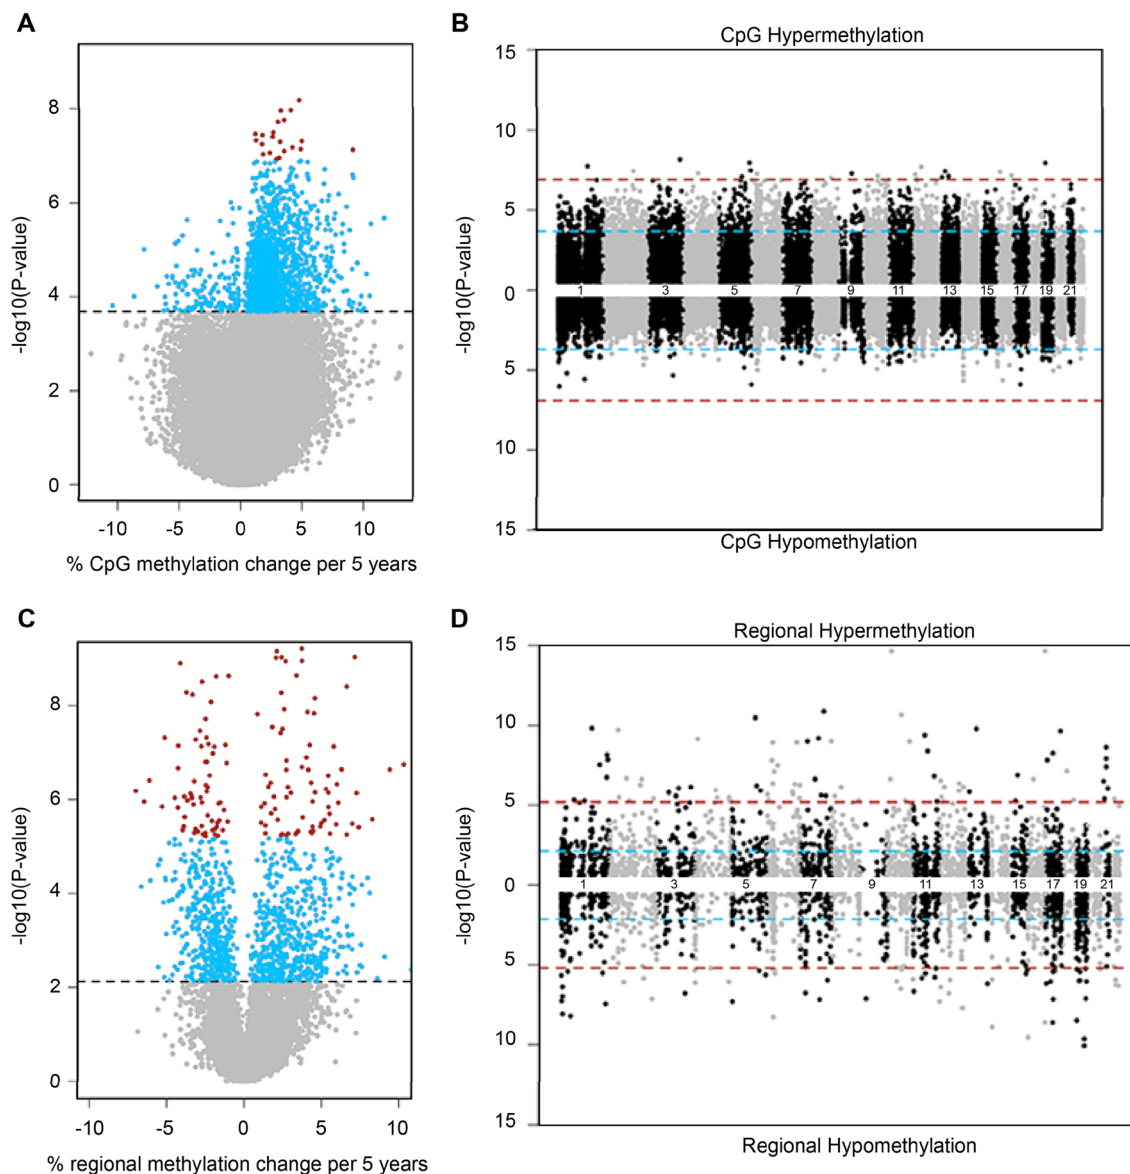 A
8
6
4
2
0
-log10(P-value)
-10 -5 0 5 10
% CpG methylation change per 5 years
B
CpG Hypermethylation
15
10
5
0
5
10
15
-log10(P-value)
1 3 5 7 9 11 13 15 17 19 21
CpG Hypomethylation
C
8
6
4
2
0
-log10(P-value)
-10 -5 0 5 10
% regional methylation change per 5 years
D
Regional Hypermethylation
15
10
5
0
5
10
15
-log10(P-value)
1 3 5 7 9 11 13 15 17 19 21
Regional Hypomethylation